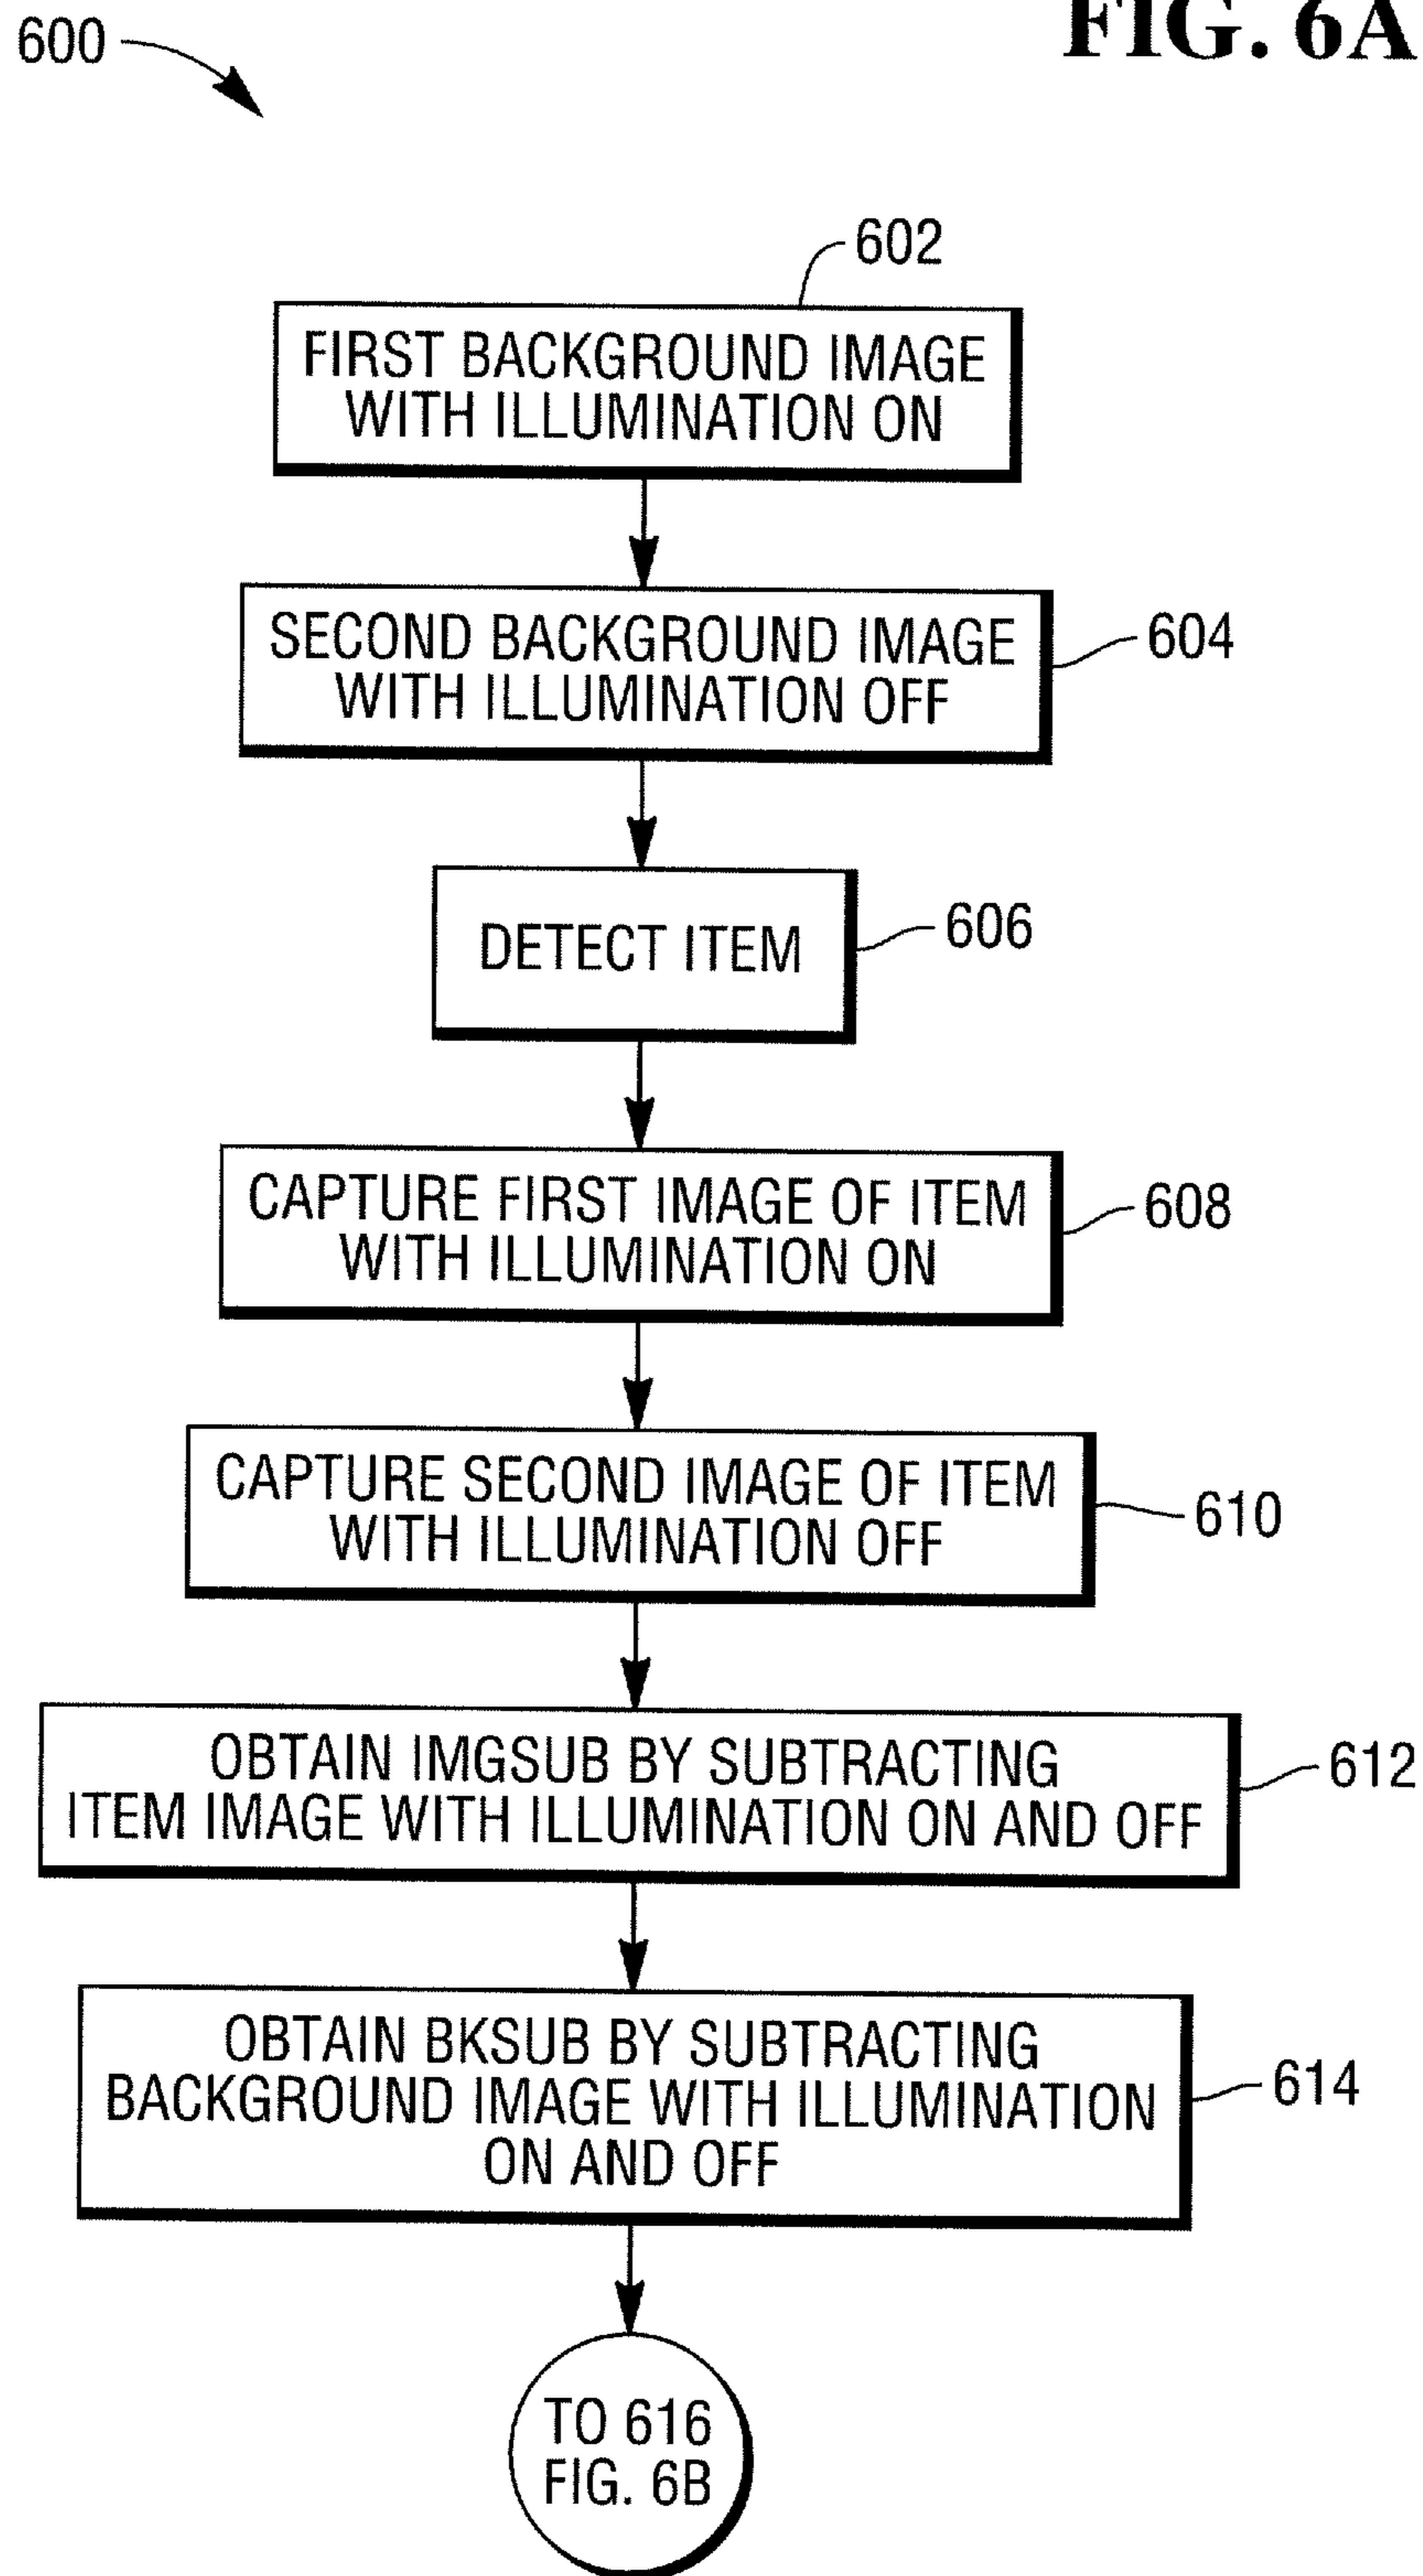 600
FIG. 6A
602
FIRST BACKGROUND IMAGE
WITH ILLUMINATION ON
SECOND BACKGROUND IMAGE
WITH ILLUMINATION OFF
604
DETECT ITEM
606
CAPTURE FIRST IMAGE OF ITEM
WITH ILLUMINATION ON
608
CAPTURE SECOND IMAGE OF ITEM
WITH ILLUMINATION OFF
610
OBTAIN IMGSUB BY SUBTRACTING
ITEM IMAGE WITH ILLUMINATION ON AND OFF
612
OBTAIN BKSUB BY SUBTRACTING
BACKGROUND IMAGE WITH ILLUMINATION
ON AND OFF
614
TO 616
FIG. 6B